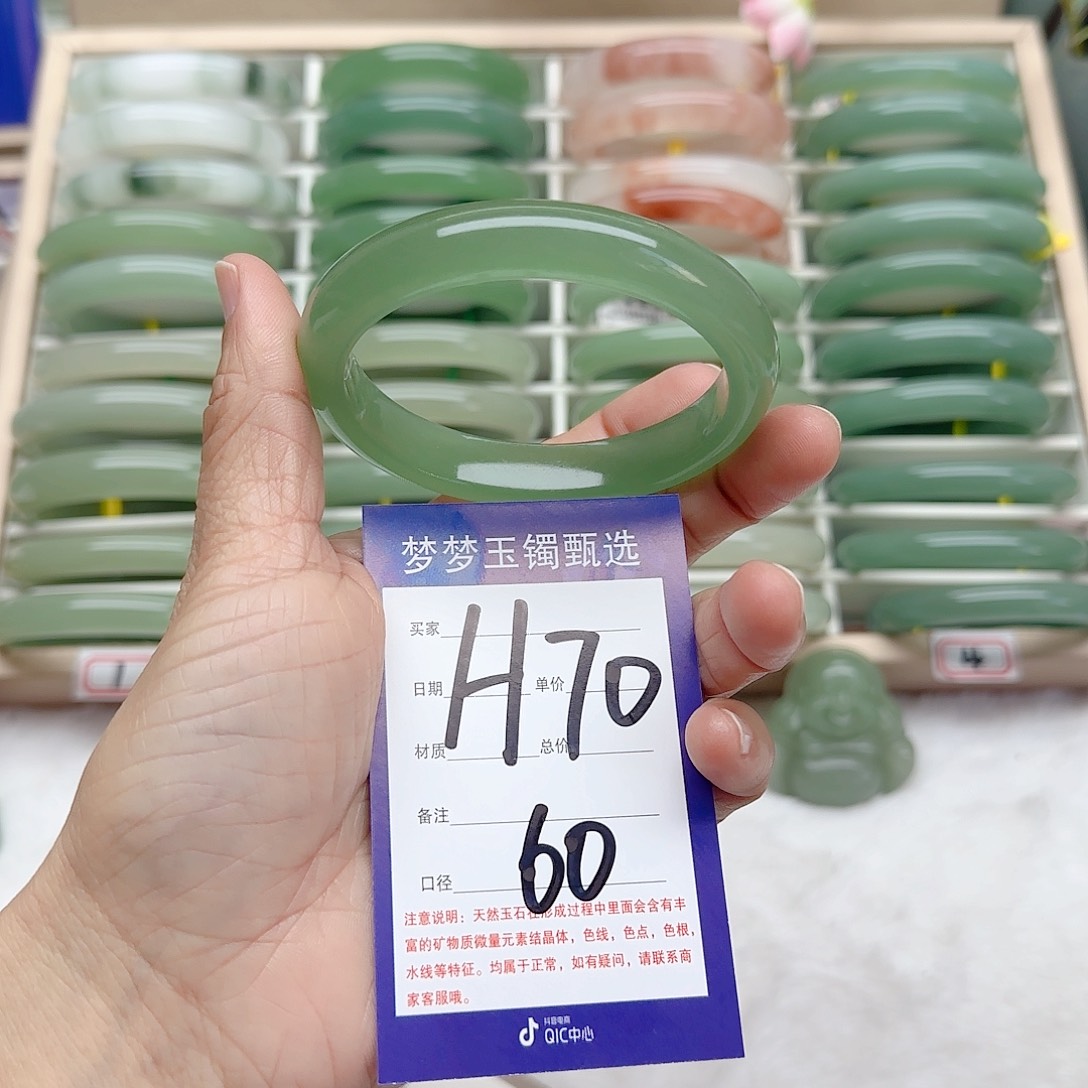 梦梦玉镯甄选
买家
H70
日期 单价
材质 总价
备注
口径 60
注意说明：天然玉石在形成过程中里面会含有丰
富的矿物质微量元素结晶体，色线，色点，色根，
水线等特征。均属于正常，如有疑问，请联系商
家客服哦。
抖音电商
QIC中心
1
4